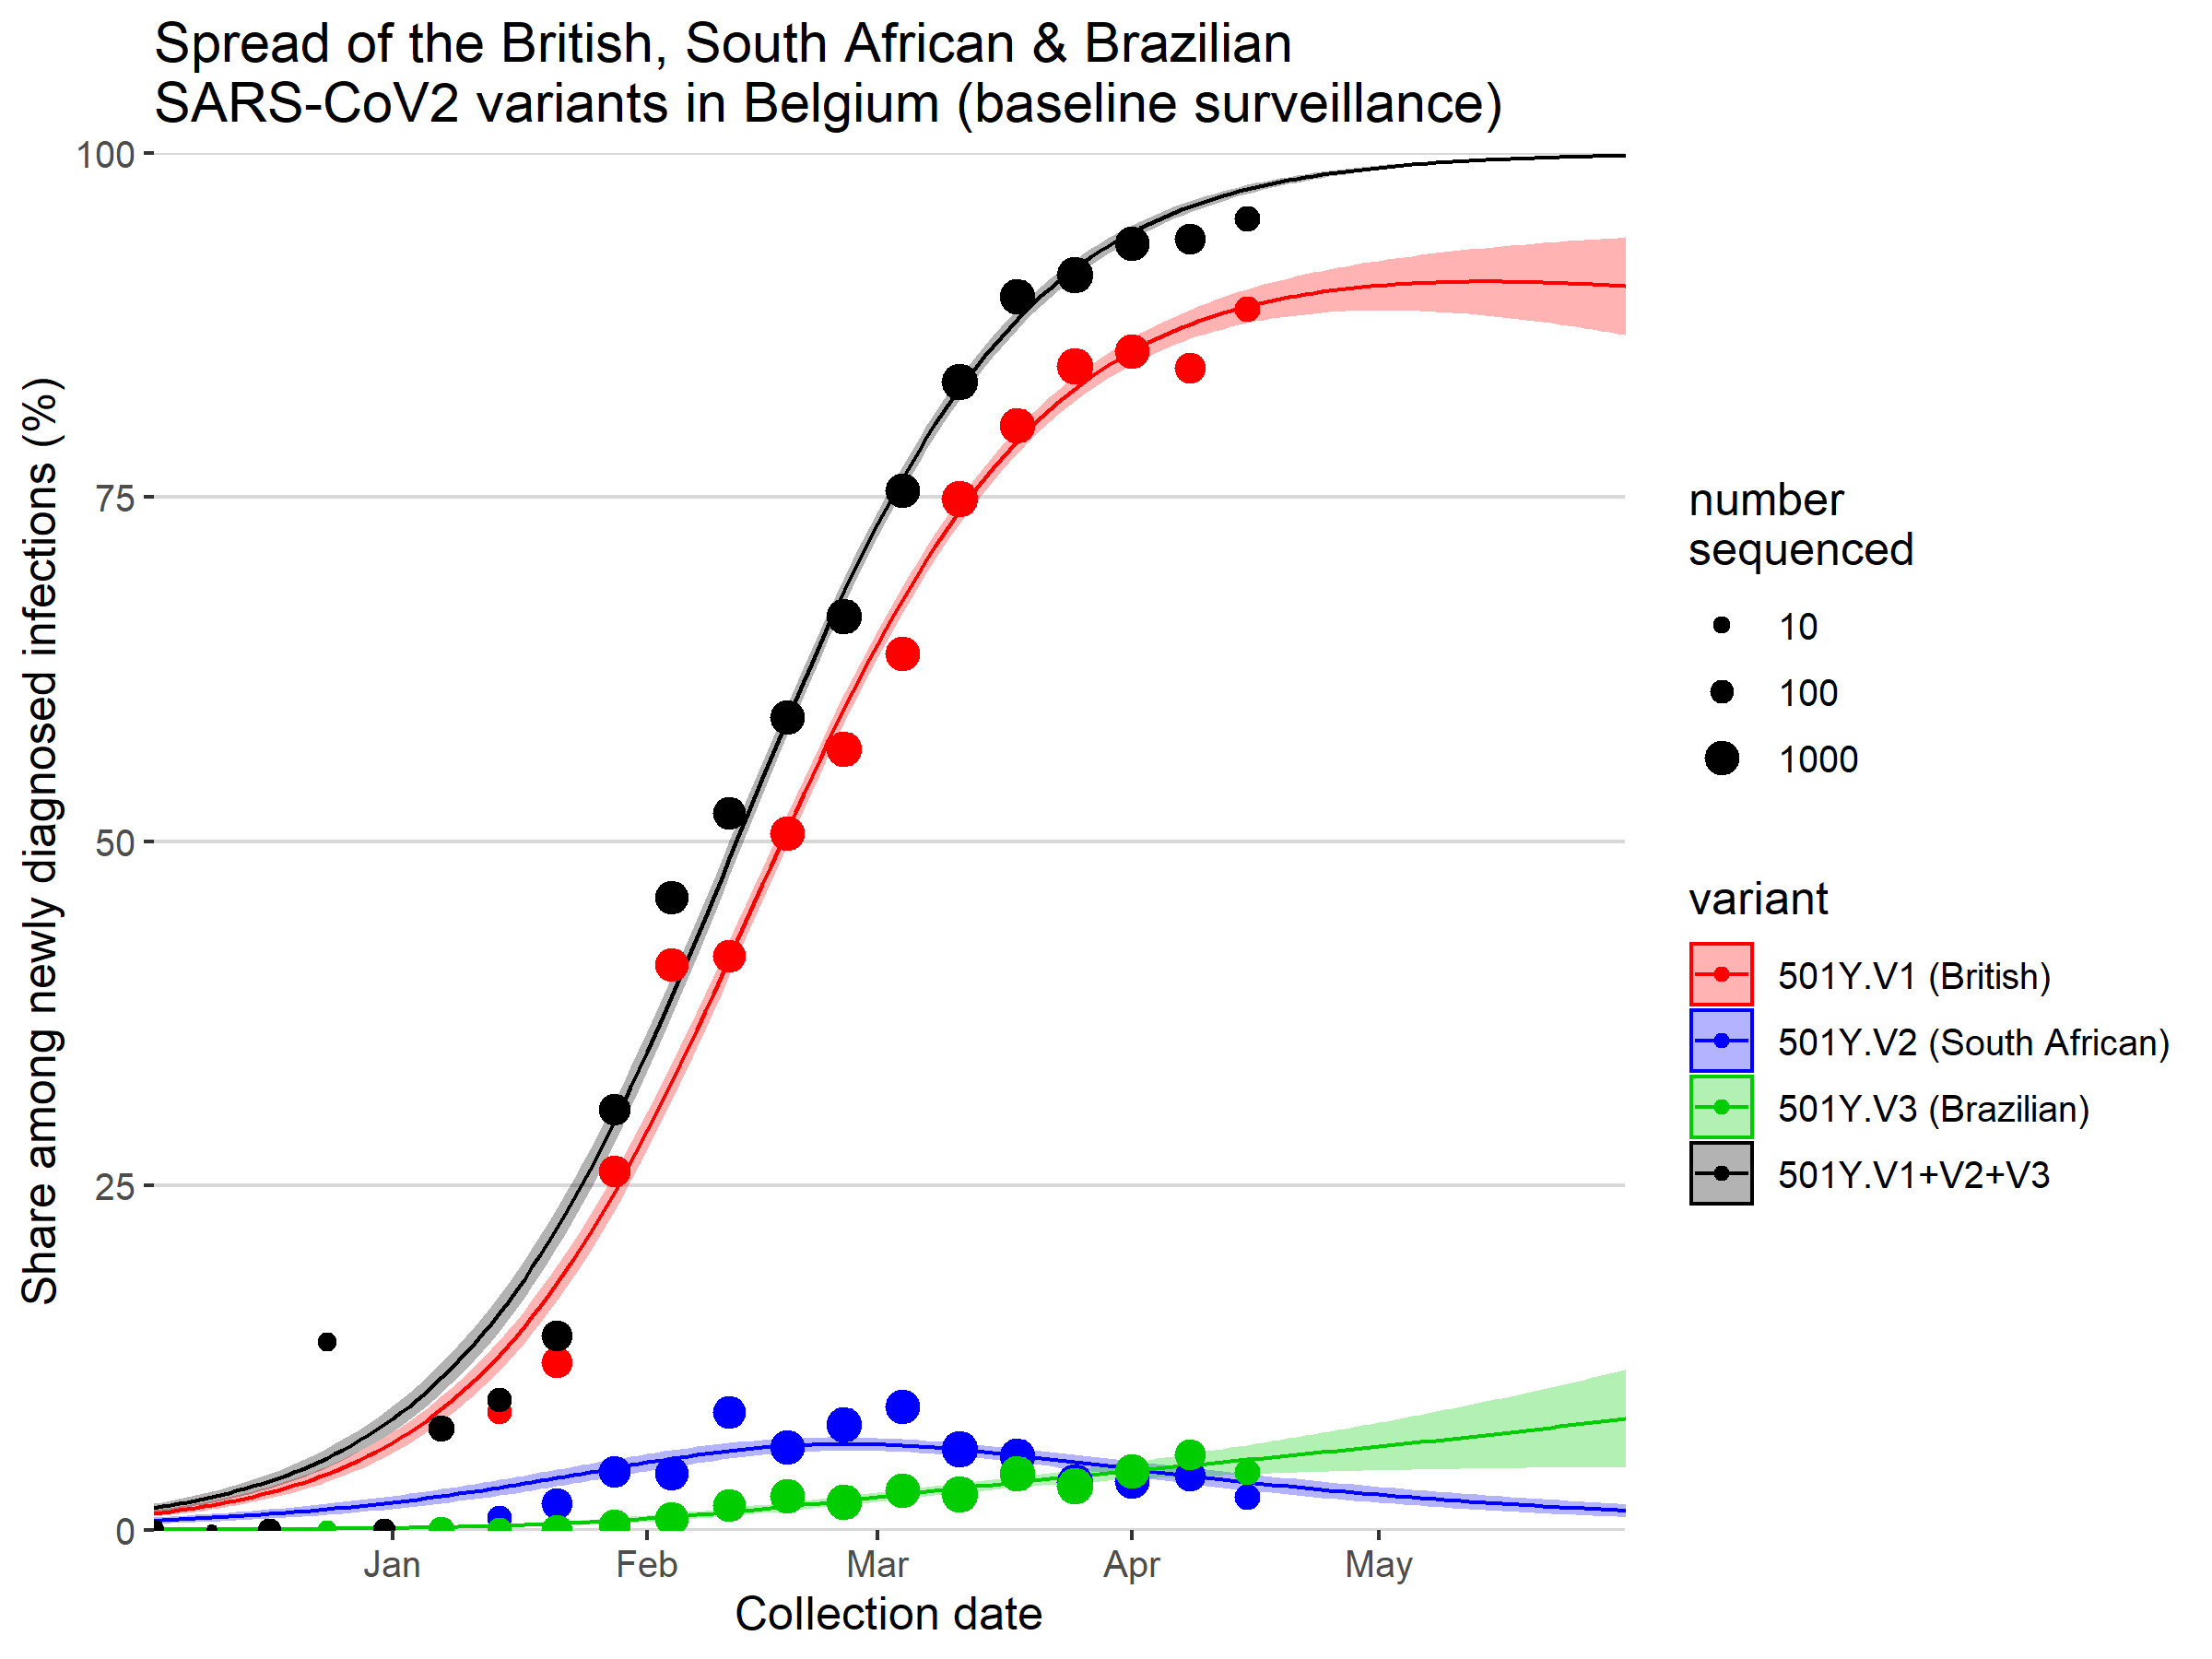 Spread of the British, South African & Brazilian
SARS-CoV2 variants in Belgium (baseline surveillance)
Share among newly diagnosed infections (%)
100
75
50
25
0
Jan
Feb
Mar
Apr
May
Collection date
number
sequenced
10
100
1000
variant
501Y.V1 (British)
501Y.V2 (South African)
501Y.V3 (Brazilian)
501Y.V1+V2+V3